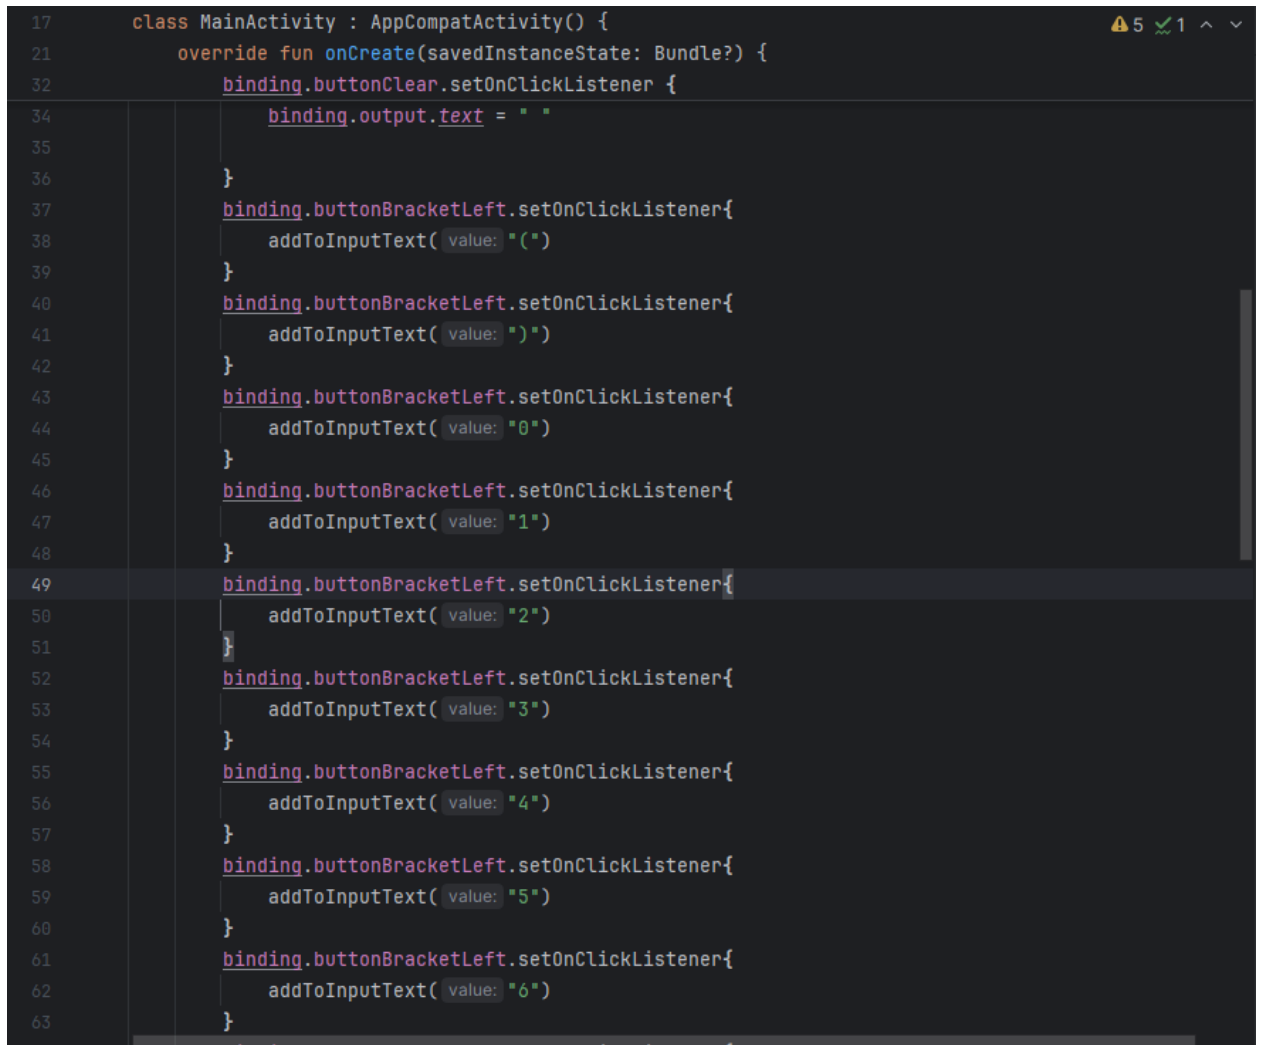 17 class MainActivity : AppCompatActivity() { 5 1
21 override fun onCreate(savedInstanceState: Bundle?) {
32 binding.buttonClear.setOnClickListener {
34 binding.output.text = " "
35
36 }
37 binding.buttonBracketLeft.setOnClickListener{
38 addToInputText( value: "(")
39 }
40 binding.buttonBracketLeft.setOnClickListener{
41 addToInputText( value: ")")
42 }
43 binding.buttonBracketLeft.setOnClickListener{
44 addToInputText( value: "0")
45 }
46 binding.buttonBracketLeft.setOnClickListener{
47 addToInputText( value: "1")
48 }
49 binding.buttonBracketLeft.setOnClickListener{
50 addToInputText( value: "2")
51 }
52 binding.buttonBracketLeft.setOnClickListener{
53 addToInputText( value: "3")
54 }
55 binding.buttonBracketLeft.setOnClickListener{
56 addToInputText( value: "4")
57 }
58 binding.buttonBracketLeft.setOnClickListener{
59 addToInputText( value: "5")
60 }
61 binding.buttonBracketLeft.setOnClickListener{
62 addToInputText( value: "6")
63 }